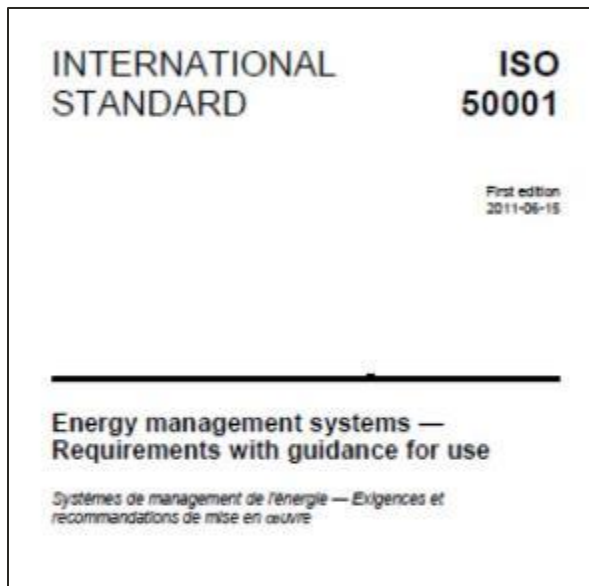 INTERNATIONAL STANDARD
ISO 50001
First edition
2011-06-15
Energy management systems —
Requirements with guidance for use
Systèmes de management de l'énergie — Exigences et
recommandations de mise en œuvre